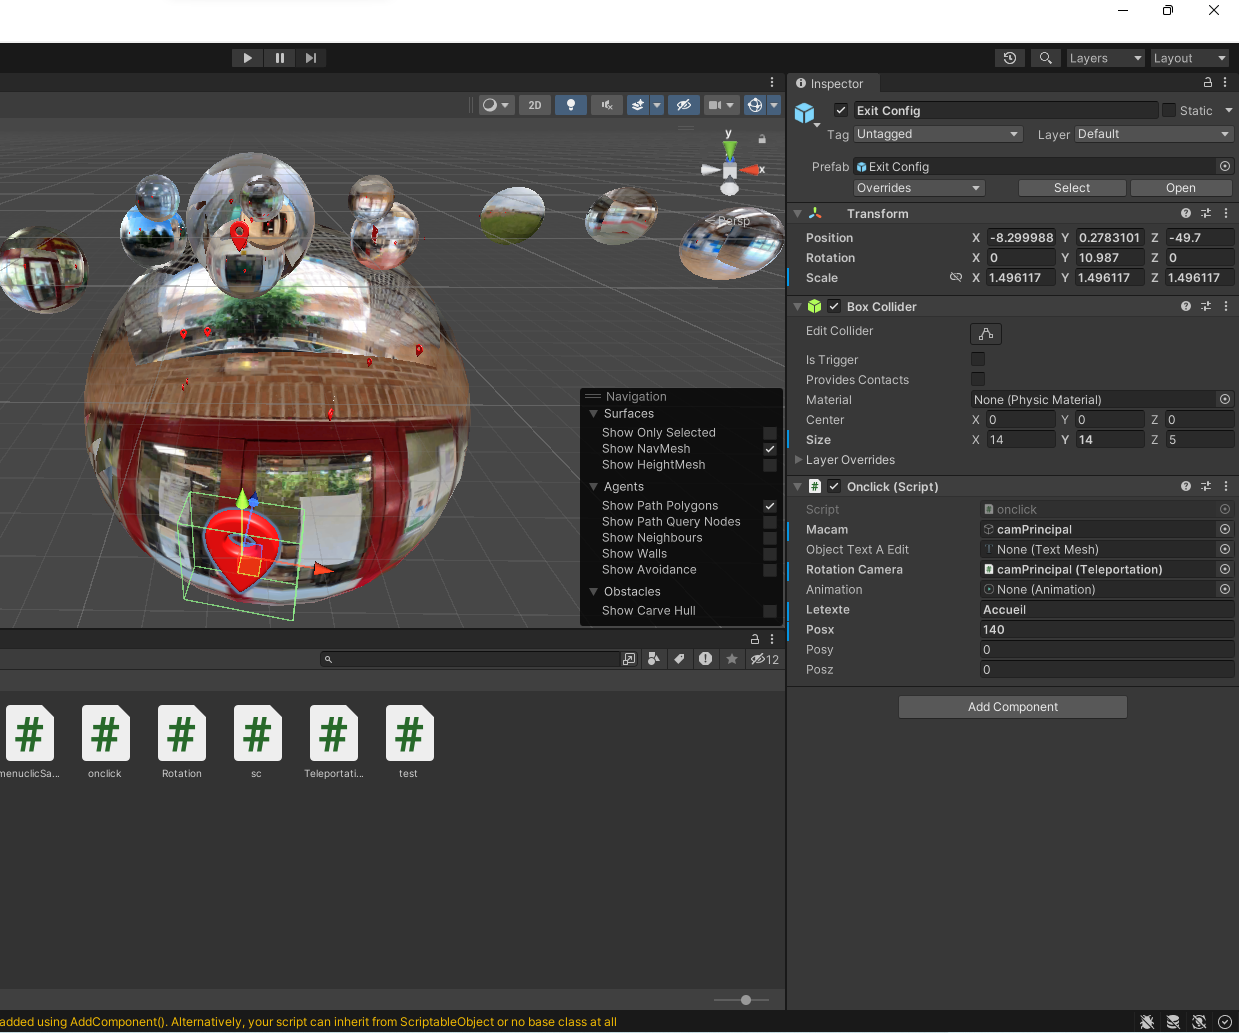 Layers
Layout
Inspector
2D
Exit Config
Static
Tag Untagged Layer Default
Prefab Exit Config
Overrides Select Open
y
x
Persp
Transform
Position X -8.299988 Y 0.2783101 Z -49.7
Rotation X 0 Y 10.987 Z 0
Scale X 1.496117 Y 1.496117 Z 1.496117
Box Collider
Edit Collider
Is Trigger
Provides Contacts
Material None (Physic Material)
Center X 0 Y 0 Z 0
Size X 14 Y 14 Z 5
Layer Overrides
Onclick (Script)
Script onclick
Macam camPrincipal
Object Text A Edit None (Text Mesh)
Rotation Camera camPrincipal (Teleportation)
Animation None (Animation)
Letexte Accueil
Posx 140
Posy 0
Posz 0
Add Component
Navigation
Surfaces
Show Only Selected
Show NavMesh
Show HeightMesh
Agents
Show Path Polygons
Show Path Query Nodes
Show Neighbours
Show Walls
Show Avoidance
Obstacles
Show Carve Hull
12
# # # # # #
menuclicSa... onclick Rotation sc Teleportati... test
added using AddComponent(). Alternatively, your script can inherit from ScriptableObject or no base class at all